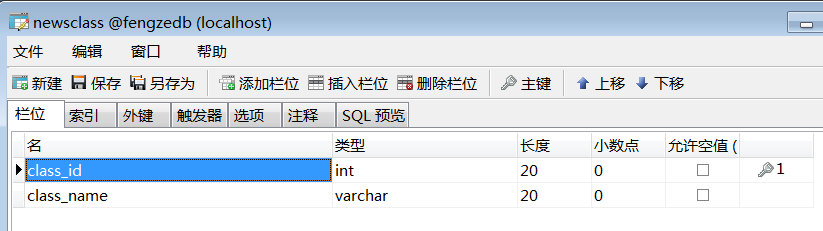 newsclass @fengzedb (localhost)
文件 编辑 窗口 帮助
新建 保存 另存为 添加栏位 插入栏位 删除栏位 主键 上移 下移
栏位 索引 外键 触发器 选项 注释 SQL 预览
名 类型 长度 小数点 允许空值 (
class_id int 20 0 1
class_name varchar 20 0